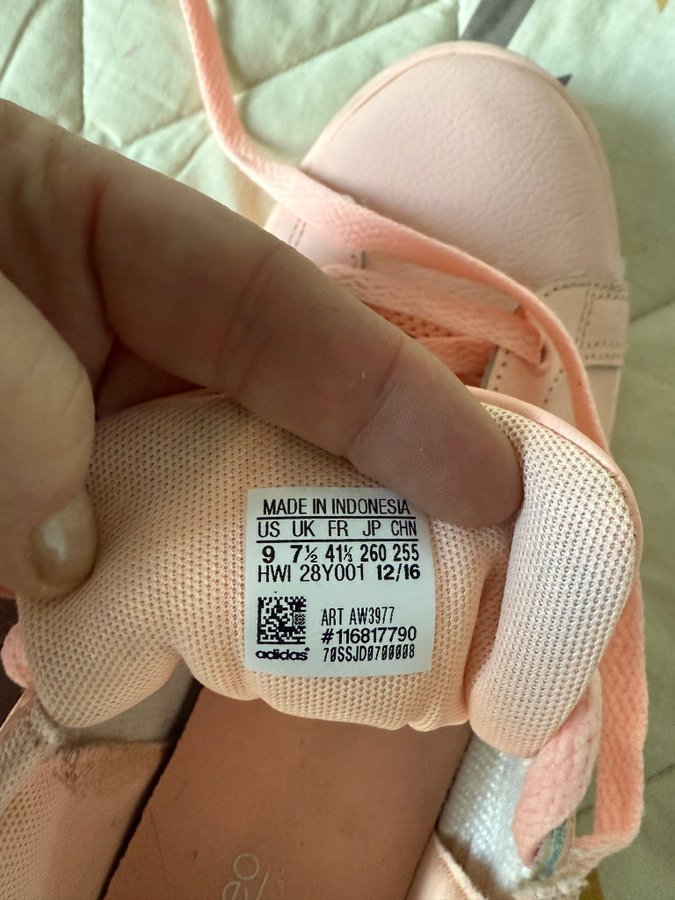 MADE IN INDONESIA
US UK FR JP CHN
9 7½ 41⅓ 260 255
HWI 28Y001 12/16
ART AW3977
#116817790
adidas
70SSJD0700008